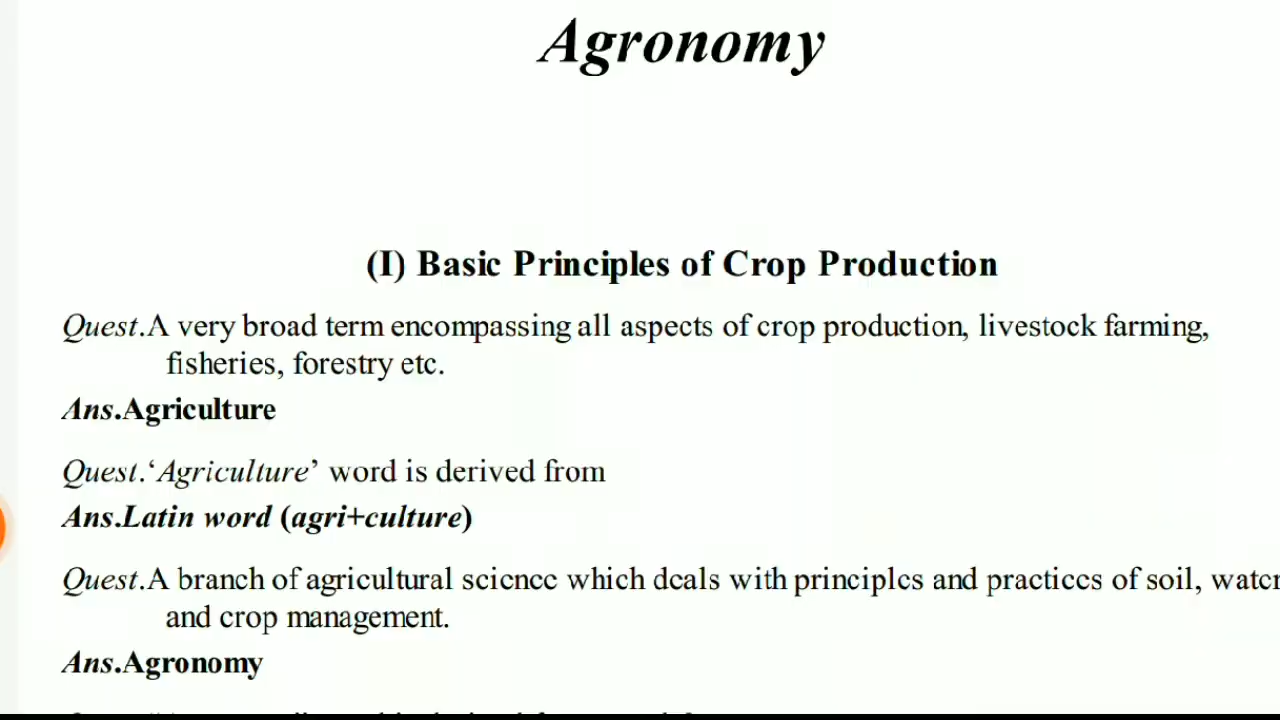 Agronomy
(I) Basic Principles of Crop Production
Quest.A very broad term encompassing all aspects of crop production, livestock farming,
fisheries, forestry etc.
Ans.Agriculture
Quest.‘Agriculture’ word is derived from
Ans.Latin word (agri+culture)
Quest.A branch of agricultural science which deals with principles and practices of soil, water
and crop management.
Ans.Agronomy